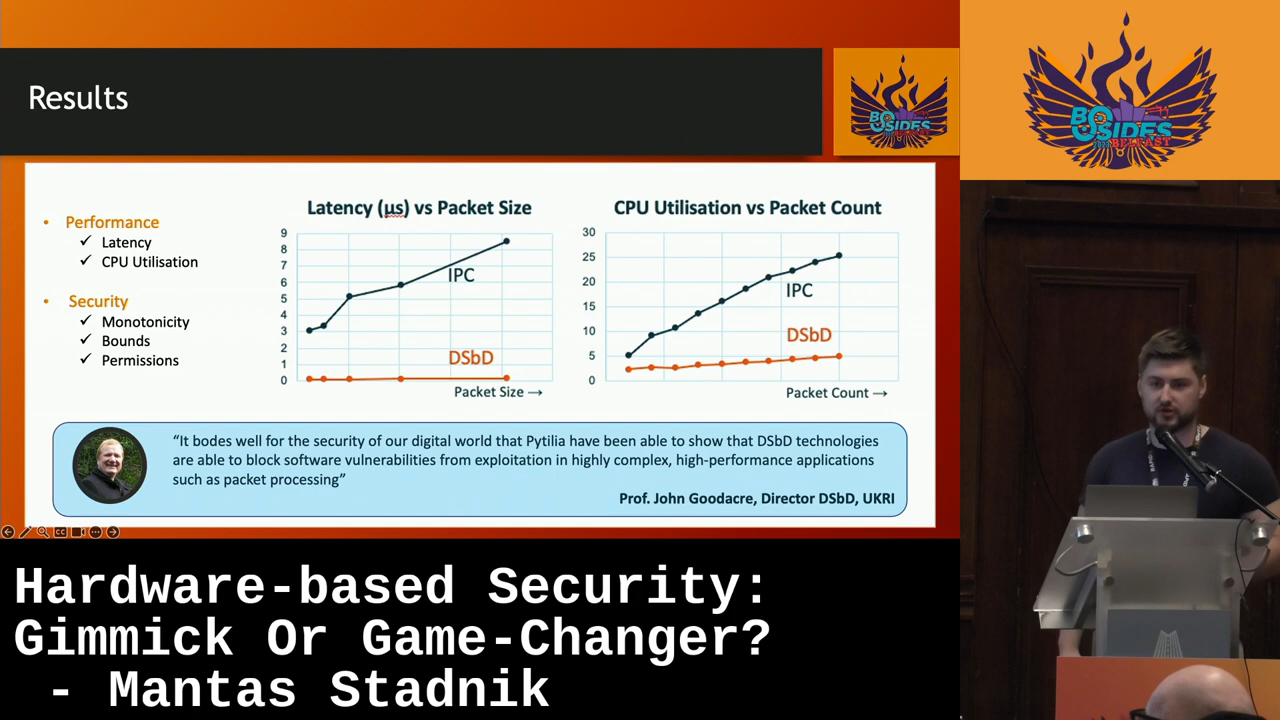 Results
BSIDES
2023 BELFAST
BSIDES
BELFAST
• Performance
✓ Latency
✓ CPU Utilisation
• Security
✓ Monotonicity
✓ Bounds
✓ Permissions
Latency (µs) vs Packet Size
9
8
7
6
5
4
3
2
1
0
IPC
DSbD
Packet Size →
CPU Utilisation vs Packet Count
30
25
20
15
10
5
0
IPC
DSbD
Packet Count →
“It bodes well for the security of our digital world that Pytilia have been able to show that DSbD technologies
are able to block software vulnerabilities from exploitation in highly complex, high-performance applications
such as packet processing”
Prof. John Goodacre, Director DSbD, UKRI
Hardware-based Security:
Gimmick Or Game-Changer?
- Mantas Stadnik